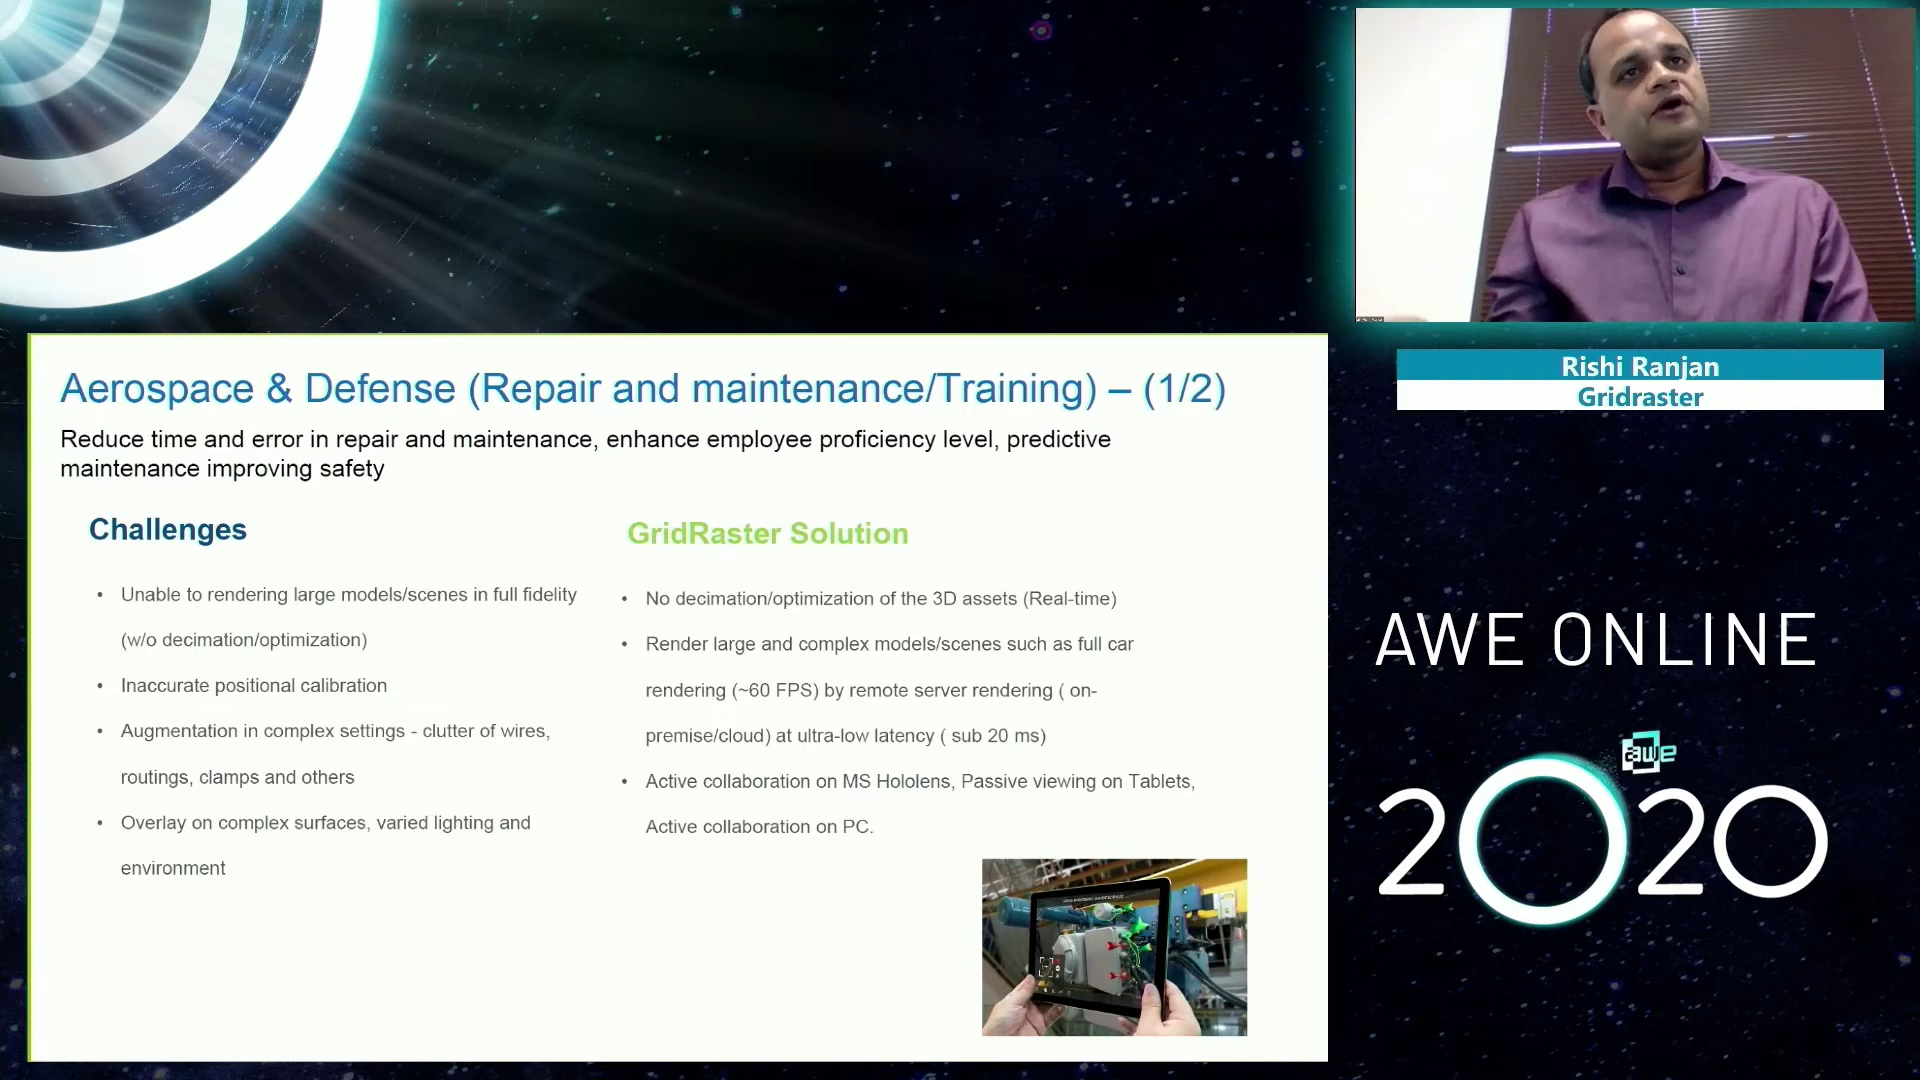 Rishi Ranjan
Gridraster
Aerospace & Defense (Repair and maintenance/Training) – (1/2)
Reduce time and error in repair and maintenance, enhance employee proficiency level, predictive
maintenance improving safety
Challenges
• Unable to rendering large models/scenes in full fidelity
(w/o decimation/optimization)
• Inaccurate positional calibration
• Augmentation in complex settings - clutter of wires,
routings, clamps and others
• Overlay on complex surfaces, varied lighting and
environment
GridRaster Solution
• No decimation/optimization of the 3D assets (Real-time)
• Render large and complex models/scenes such as full car
rendering (~60 FPS) by remote server rendering ( on-
premise/cloud) at ultra-low latency ( sub 20 ms)
• Active collaboration on MS Hololens, Passive viewing on Tablets,
Active collaboration on PC.
AWE ONLINE
awe
2020